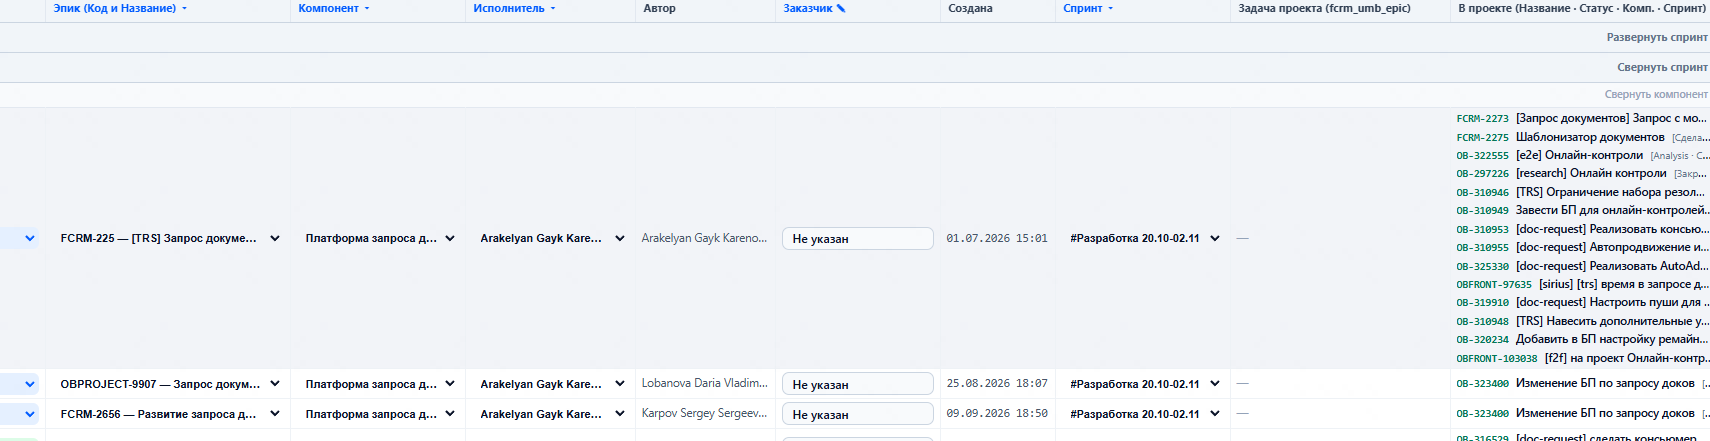 Эпик (Код и Название) Компонент Исполнитель Автор Заказчик Создана Спринт Задача проекта (fcrm_umb_epic) В проекте (Название · Статус · Комп. · Спринт)
Развернуть спринт
Свернуть спринт
Свернуть компонент
FCRM-2273 [Запрос документов] Запрос с мо...
FCRM-2275 Шаблонизатор документов [Сдела...
OB-322555 [e2e] Онлайн-контроли [Analysis · С...
OB-297226 [research] Онлайн контроли [Закр...
OB-310946 [TRS] Ограничение набора резол...
OB-310949 Завести БП для онлайн-контролей...
OB-310953 [doc-request] Реализовать консью...
FCRM-225 — [TRS] Запрос докуме... Платформа запроса д... Arakelyan Gayk Kare... Arakelyan Gayk Kareno... Не указан 01.07.2026 15:01 #Разработка 20.10-02.11 —
OB-310955 [doc-request] Автопродвижение и...
OB-325330 [doc-request] Реализовать AutoAd...
OBFRONT-97635 [sirius] [trs] время в запросе д...
OB-319910 [doc-request] Настроить пуши для ...
OB-310948 [TRS] Навесить дополнительные у...
OB-320234 Добавить в БП настройку ремайн...
OBFRONT-103038 [f2f] на проект Онлайн-контр...
OBPROJECT-9907 — Запрос докум... Платформа запроса д... Arakelyan Gayk Kare... Lobanova Daria Vladim... Не указан 25.08.2026 18:07 #Разработка 20.10-02.11 — OB-323400 Изменение БП по запросу доков [...
FCRM-2656 — Развитие запроса д... Платформа запроса д... Arakelyan Gayk Kare... Karpov Sergey Sergeev... Не указан 09.09.2026 18:50 #Разработка 20.10-02.11 — OB-323400 Изменение БП по запросу доков [...
OB-316529 [doc-request] сделать консьюмер